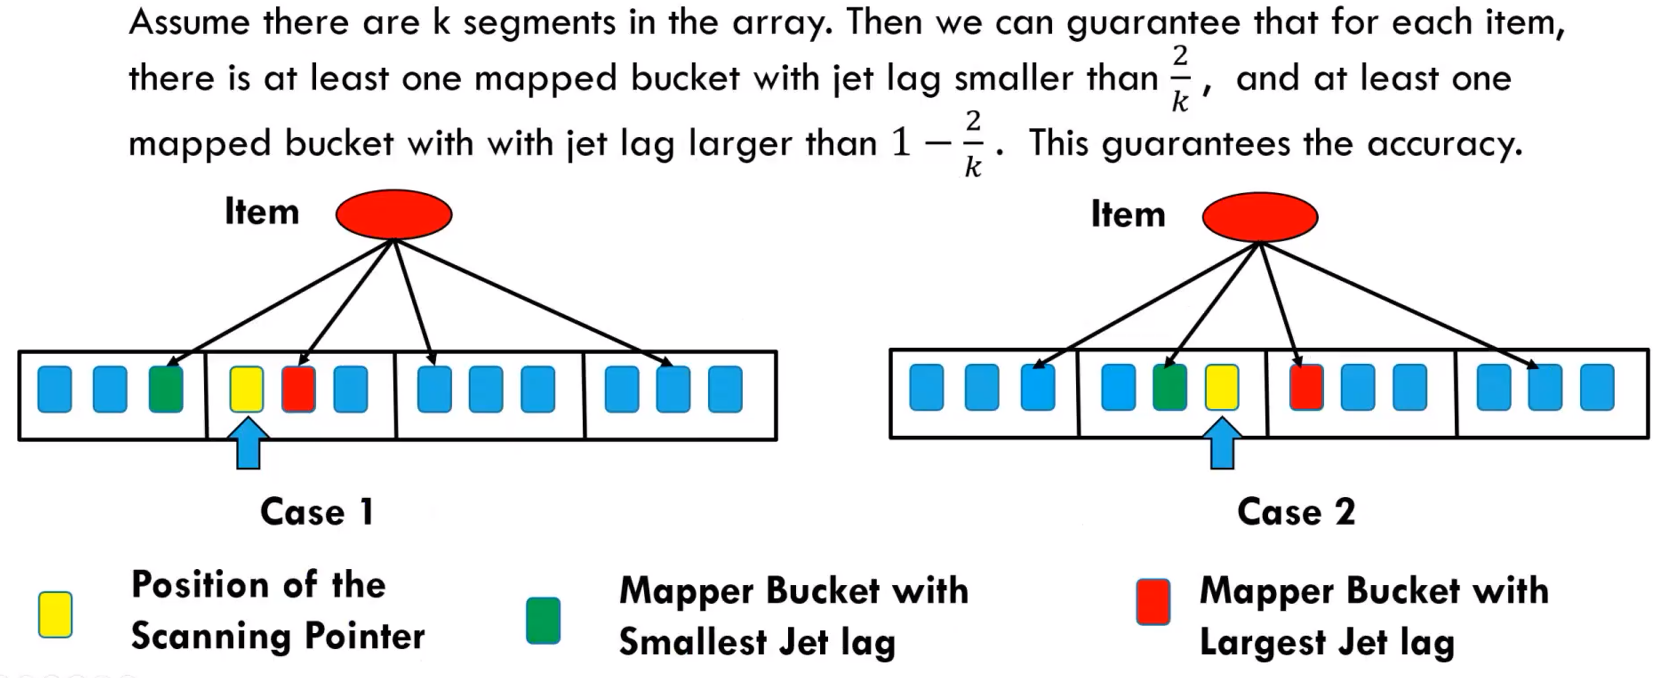 Assume there are k segments in the array. Then we can guarantee that for each item,
there is at least one mapped bucket with jet lag smaller than 2/k , and at least one
mapped bucket with with jet lag larger than 1 − 2/k . This guarantees the accuracy.
Item
Item
Case 1
Case 2
Position of the
Scanning Pointer
Mapper Bucket with
Smallest Jet lag
Mapper Bucket with
Largest Jet lag